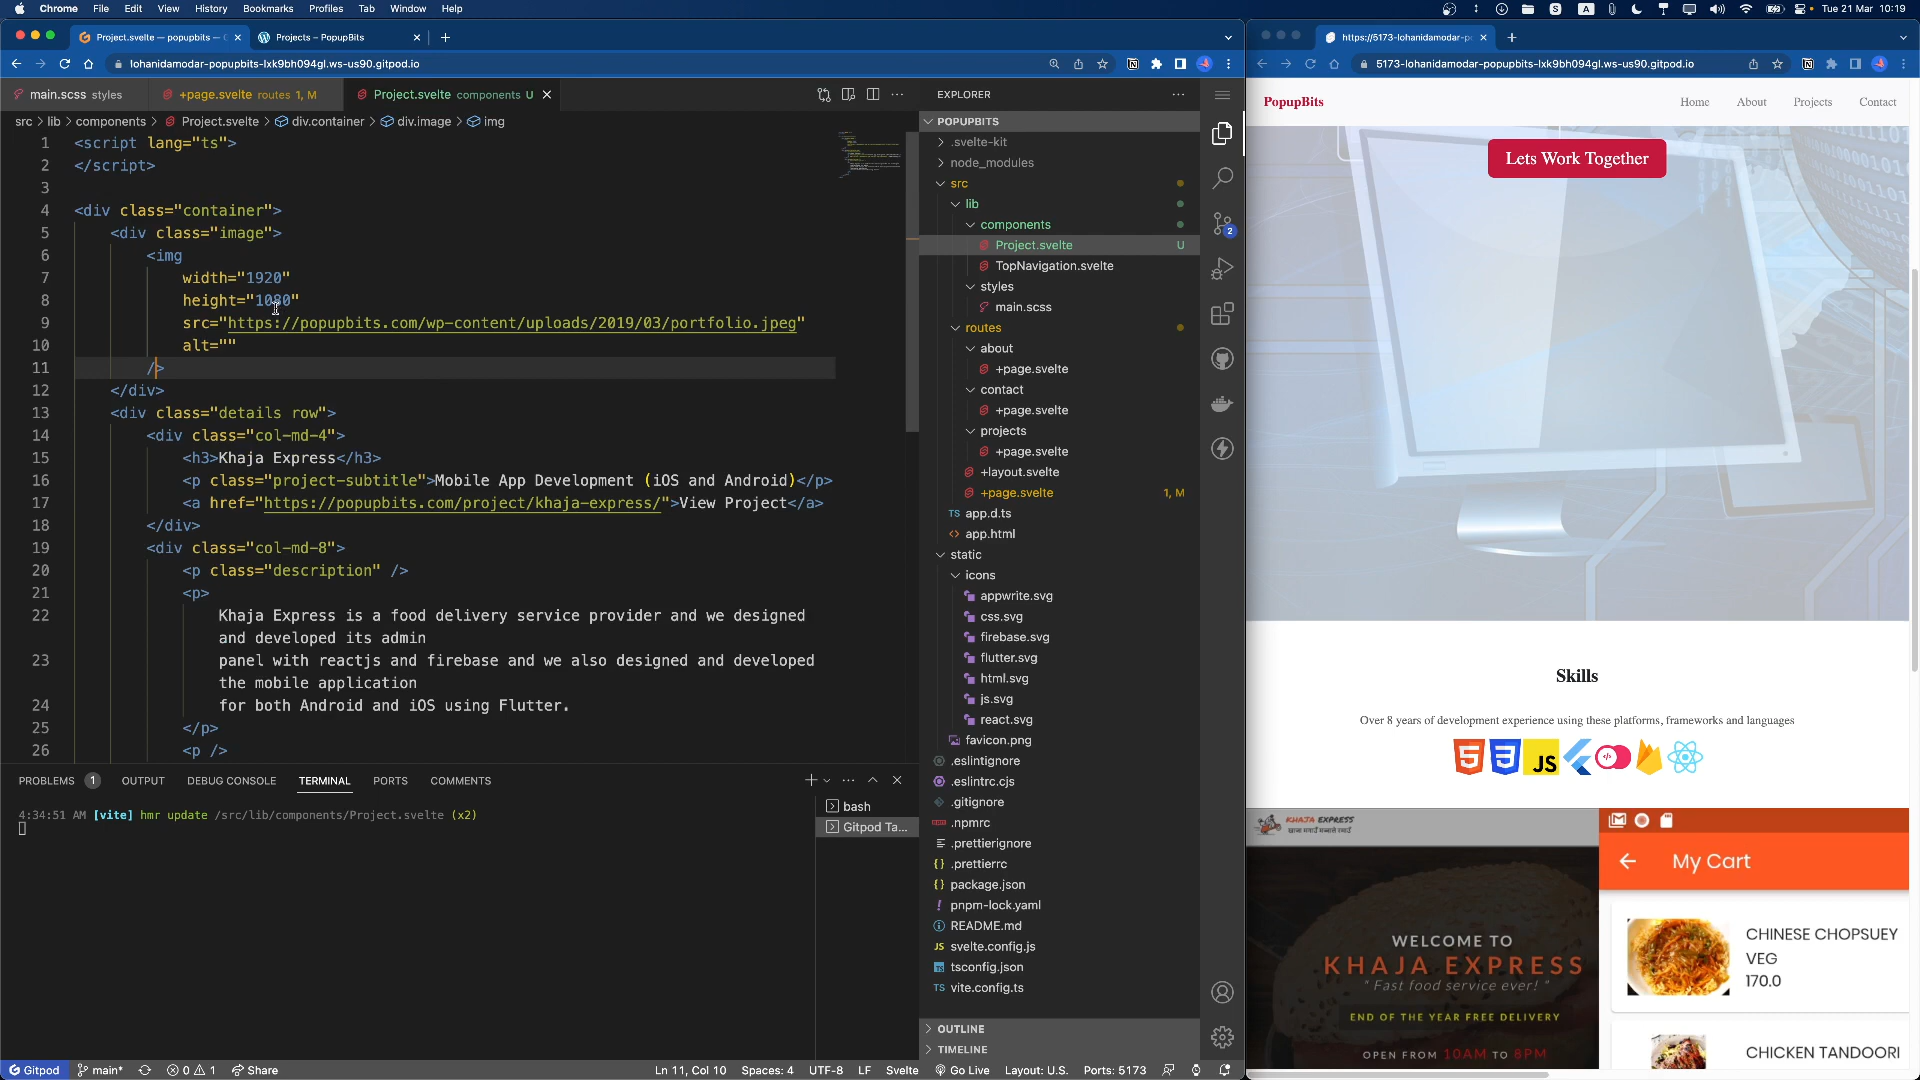 Chrome File Edit View History Bookmarks Profiles Tab Window Help
Tue 21 Mar 10:19
Project.svelte — popupbits —
Projects – PopupBits
lohanidamodar-popupbits-lxk9bh094gl.ws-us90.gitpod.io
main.scss styles
+page.svelte routes 1, M
Project.svelte components U
src > lib > components > Project.svelte > div.container > div.image > img
1 <script lang="ts">
2 </script>
3
4 <div class="container">
5 <div class="image">
6 <img
7 width="1920"
8 height="1080"
9 src="https://popupbits.com/wp-content/uploads/2019/03/portfolio.jpeg"
10 alt=""
11 />
12 </div>
13 <div class="details row">
14 <div class="col-md-4">
15 <h3>Khaja Express</h3>
16 <p class="project-subtitle">Mobile App Development (iOS and Android)</p>
17 <a href="https://popupbits.com/project/khaja-express/">View Project</a>
18 </div>
19 <div class="col-md-8">
20 <p class="description" />
21 <p>
22 Khaja Express is a food delivery service provider and we designed
and developed its admin
23 panel with reactjs and firebase and we also designed and developed
the mobile application
24 for both Android and iOS using Flutter.
25 </p>
26 <p />
PROBLEMS 1 OUTPUT DEBUG CONSOLE TERMINAL PORTS COMMENTS
4:34:51 AM [vite] hmr update /src/lib/components/Project.svelte (x2)
bash
Gitpod Ta...
EXPLORER
POPUPBITS
.svelte-kit
node_modules
src
lib
components
Project.svelte U
TopNavigation.svelte
styles
main.scss
routes
about
+page.svelte
contact
+page.svelte
projects
+page.svelte
+layout.svelte
+page.svelte 1, M
TS app.d.ts
<> app.html
static
icons
appwrite.svg
css.svg
firebase.svg
flutter.svg
html.svg
js.svg
react.svg
favicon.png
.eslintignore
.eslintrc.cjs
.gitignore
.npmrc
.prettierignore
{} .prettierrc
{} package.json
! pnpm-lock.yaml
README.md
JS svelte.config.js
tsconfig.json
TS vite.config.ts
OUTLINE
TIMELINE
2
Gitpod main* 0 1 Share
Ln 11, Col 10 Spaces: 4 UTF-8 LF Svelte Go Live Layout: U.S. Ports: 5173
https://5173-lohanidamodar-p
5173-lohanidamodar-popupbits-lxk9bh094gl.ws-us90.gitpod.io
PopupBits
Home About Projects Contact
Lets Work Together
Skills
Over 8 years of development experience using these platforms, frameworks and languages
JS
KHAJA EXPRESS
WELCOME TO
KHAJA EXPRESS
" Fast food service ever! "
END OF THE YEAR FREE DELIVERY
OPEN FROM 10AM TO 8PM
My Cart
CHINESE CHOPSUEY
VEG
170.0
CHICKEN TANDOORI